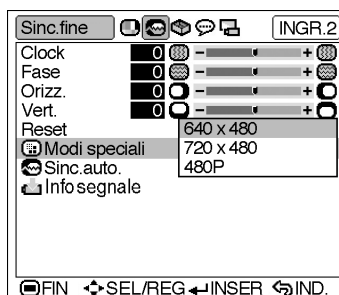 Sinc.fine INGR.2
Clock 0 - +
Fase 0 - +
Orizz. 0 - +
Vert. 0 - +
Reset 640 x 480
Modi speciali 720 x 480
Sinc.auto. 480P
Info segnale
FIN SEL/REG INSER IND.